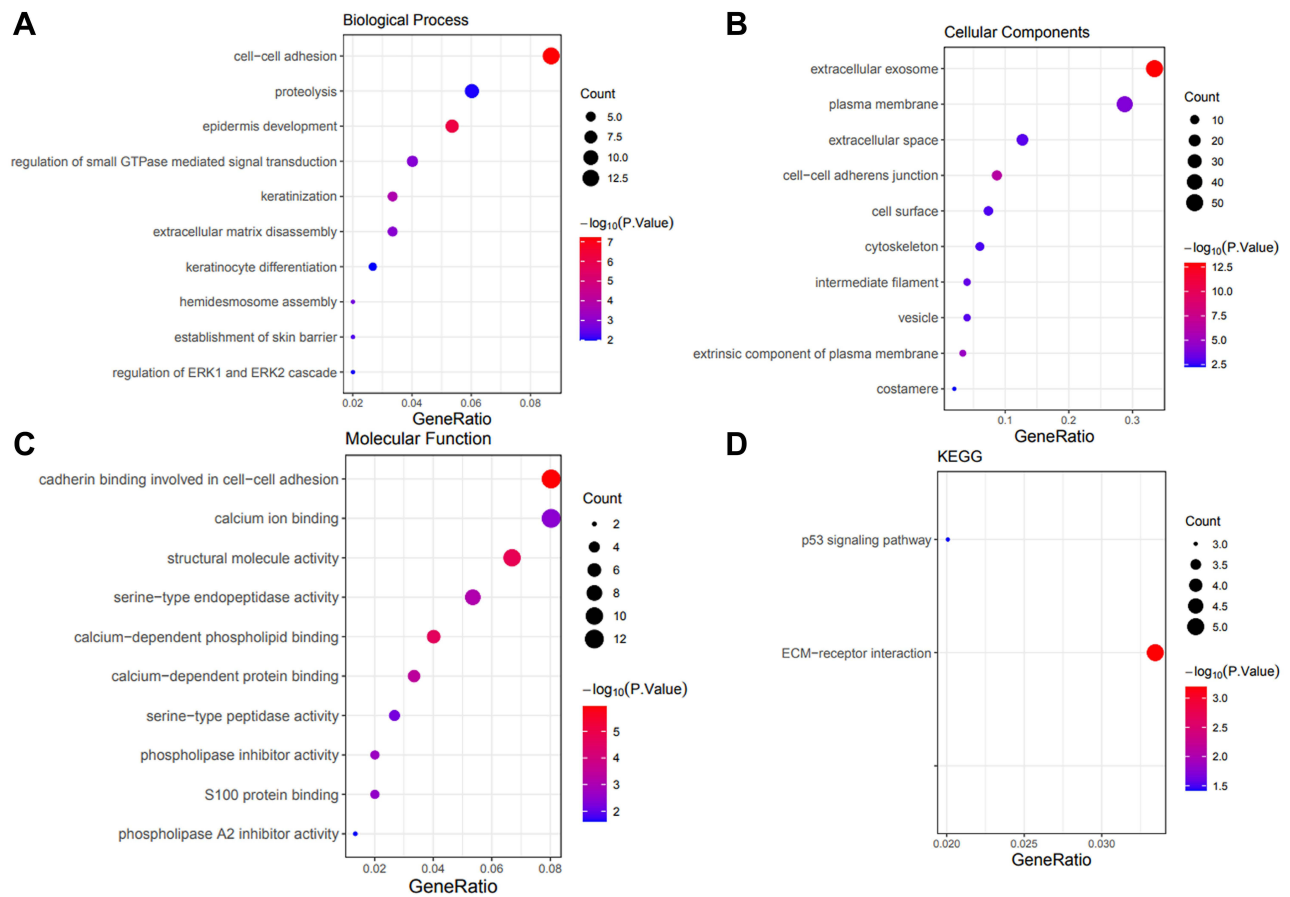 A
Biological Process
cell−cell adhesion
proteolysis
epidermis development
regulation of small GTPase mediated signal transduction
keratinization
extracellular matrix disassembly
keratinocyte differentiation
hemidesmosome assembly
establishment of skin barrier
regulation of ERK1 and ERK2 cascade
0.02 0.04 0.06 0.08
GeneRatio
Count
5.0
7.5
10.0
12.5
−log10(P.Value)
7
6
5
4
3
2
B
Cellular Components
extracellular exosome
plasma membrane
extracellular space
cell−cell adherens junction
cell surface
cytoskeleton
intermediate filament
vesicle
extrinsic component of plasma membrane
costamere
0.1 0.2 0.3
GeneRatio
Count
10
20
30
40
50
−log10(P.Value)
12.5
10.0
7.5
5.0
2.5
C
Molecular Function
cadherin binding involved in cell−cell adhesion
calcium ion binding
structural molecule activity
serine−type endopeptidase activity
calcium−dependent phospholipid binding
calcium−dependent protein binding
serine−type peptidase activity
phospholipase inhibitor activity
S100 protein binding
phospholipase A2 inhibitor activity
0.02 0.04 0.06 0.08
GeneRatio
Count
2
4
6
8
10
12
−log10(P.Value)
5
4
3
2
D
KEGG
p53 signaling pathway
ECM−receptor interaction
0.020 0.025 0.030
GeneRatio
Count
3.0
3.5
4.0
4.5
5.0
−log10(P.Value)
3.0
2.5
2.0
1.5